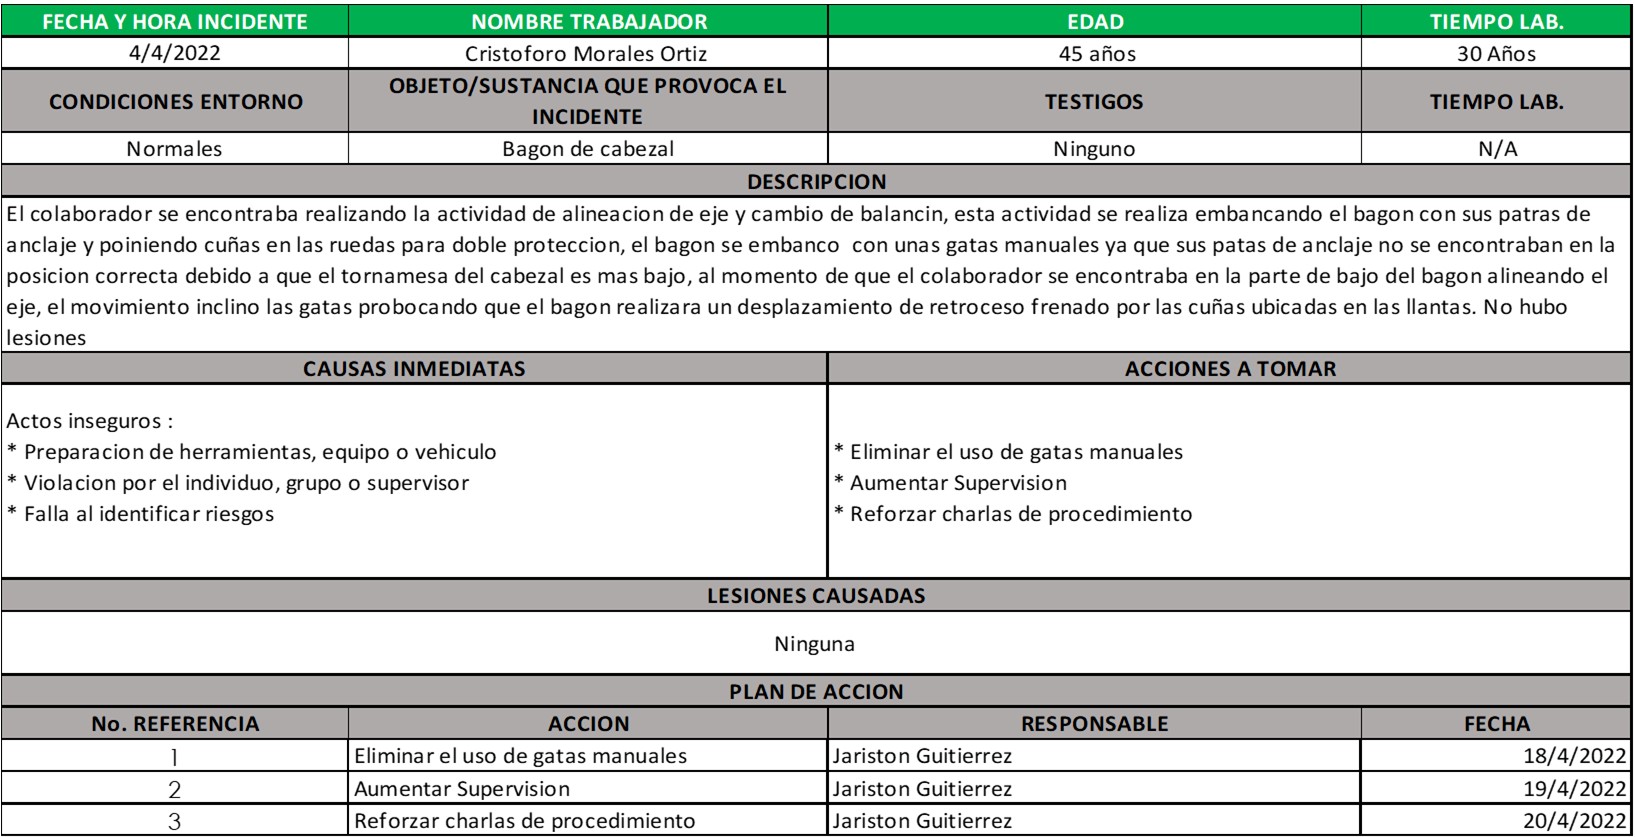 FECHA Y HORA INCIDENTE NOMBRE TRABAJADOR EDAD TIEMPO LAB.
4/4/2022 Cristoforo Morales Ortiz 45 años 30 Años
CONDICIONES ENTORNO OBJETO/SUSTANCIA QUE PROVOCA EL INCIDENTE TESTIGOS TIEMPO LAB.
Normales Bagon de cabezal Ninguno N/A
DESCRIPCION
El colaborador se encontraba realizando la actividad de alineacion de eje y cambio de balancin, esta actividad se realiza embancando el bagon con sus patras de
anclaje y poiniendo cuñas en las ruedas para doble proteccion, el bagon se embanco con unas gatas manuales ya que sus patas de anclaje no se encontraban en la
posicion correcta debido a que el tornamesa del cabezal es mas bajo, al momento de que el colaborador se encontraba en la parte de bajo del bagon alineando el
eje, el movimiento inclino las gatas probocando que el bagon realizara un desplazamiento de retroceso frenado por las cuñas ubicadas en las llantas. No hubo
lesiones
CAUSAS INMEDIATAS ACCIONES A TOMAR
Actos inseguros :
* Preparacion de herramientas, equipo o vehiculo * Eliminar el uso de gatas manuales
* Violacion por el individuo, grupo o supervisor * Aumentar Supervision
* Falla al identificar riesgos * Reforzar charlas de procedimiento
LESIONES CAUSADAS
Ninguna
PLAN DE ACCION
No. REFERENCIA ACCION RESPONSABLE FECHA
1 Eliminar el uso de gatas manuales Jariston Guitierrez 18/4/2022
2 Aumentar Supervision Jariston Guitierrez 19/4/2022
3 Reforzar charlas de procedimiento Jariston Guitierrez 20/4/2022